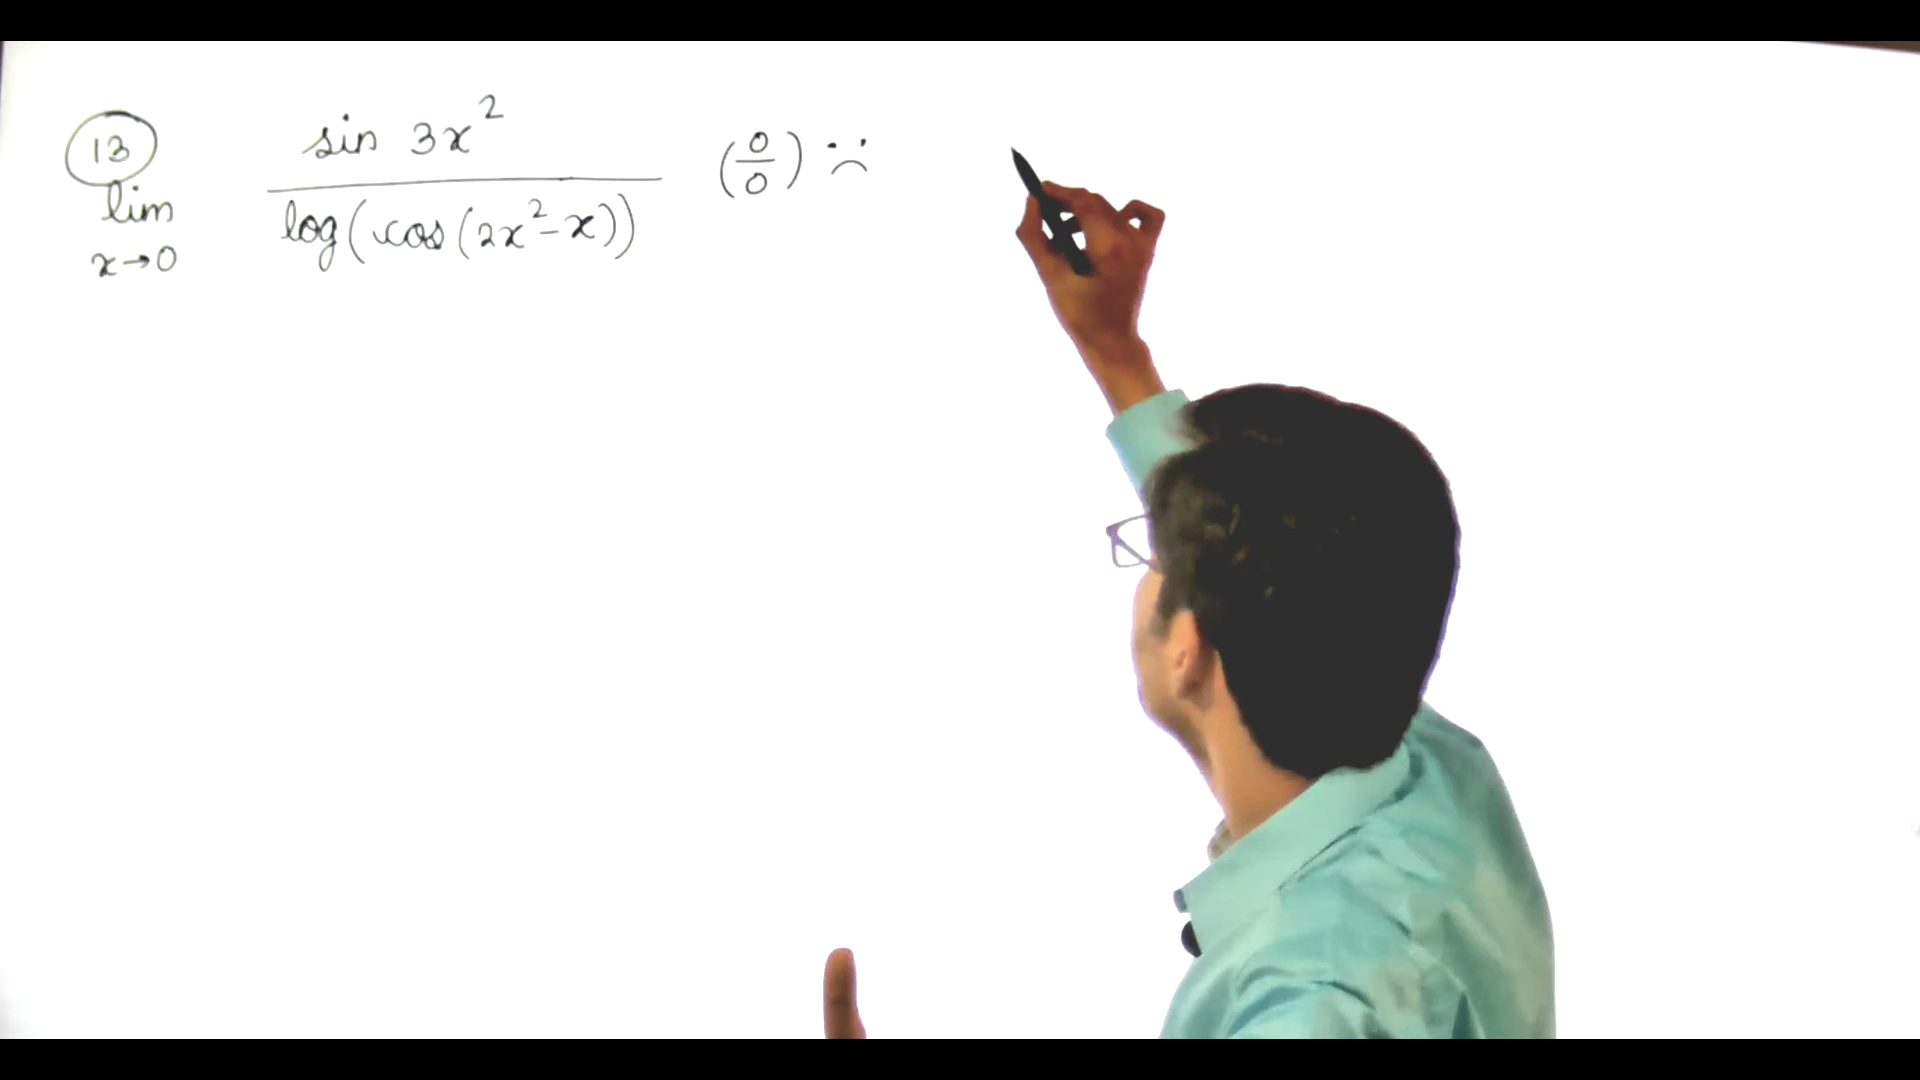 13
lim x→0 sin 3x² / log(cos(2x²-x)) (0/0) :(